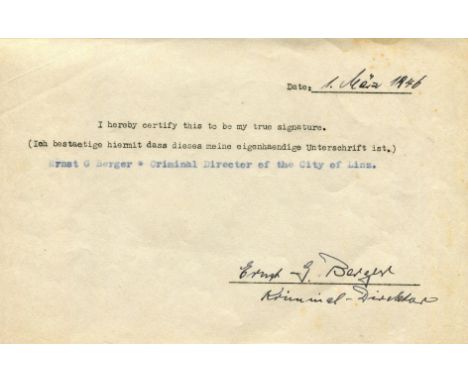 Date: 1. März 1946
I hereby certify this to be my true signature.
(Ich bestaetige hiermit dass dieses meine eigenhaendige Unterschrift ist.)
Ernst G Berger * Criminal Director of the City of Linz.
Ernst G. Berger
Kriminal-Direktor